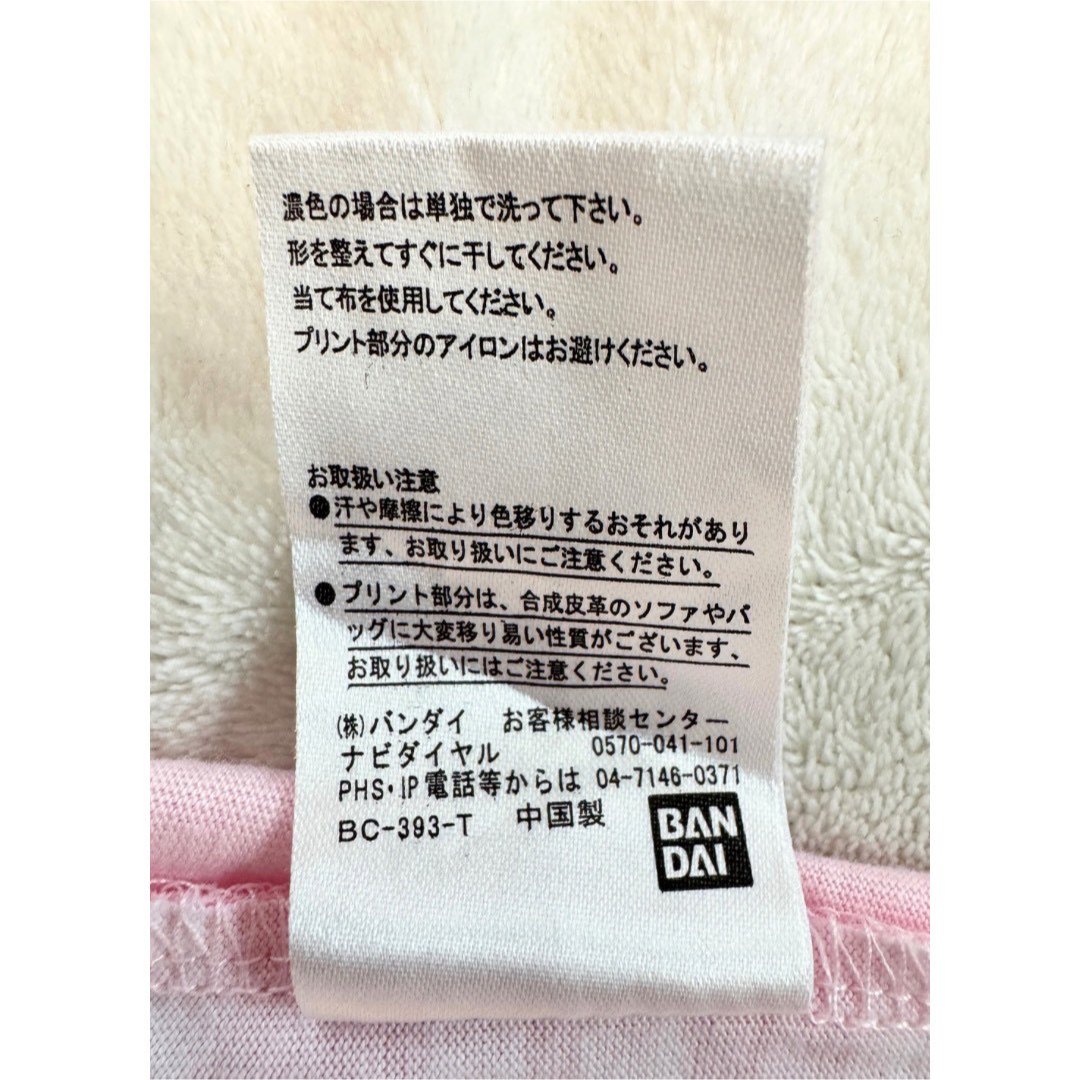 濃色の場合は単独で洗って下さい。
形を整えてすぐに干してください。
当て布を使用してください。
プリント部分のアイロンはお避けください。
お取扱い注意
●汗や摩擦により色移りするおそれがあり
ます、お取り扱いにご注意ください。
●プリント部分は、合成皮革のソファやバ
ッグに大変移り易い性質がございます、
お取り扱いにはご注意ください。
(株)バンダイ お客様相談センター
ナビダイヤル 0570-041-101
PHS・IP電話等からは 04-7146-0371
BC-393-T 中国製
BAN
DAI